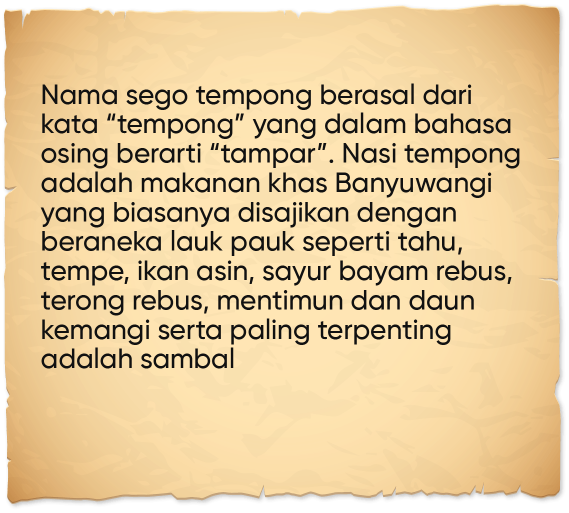 Nama sego tempong berasal dari
kata “tempong” yang dalam bahasa
osing berarti “tampar”. Nasi tempong
adalah makanan khas Banyuwangi
yang biasanya disajikan dengan
beraneka lauk pauk seperti tahu,
tempe, ikan asin, sayur bayam rebus,
terong rebus, mentimun dan daun
kemangi serta paling terpenting
adalah sambal